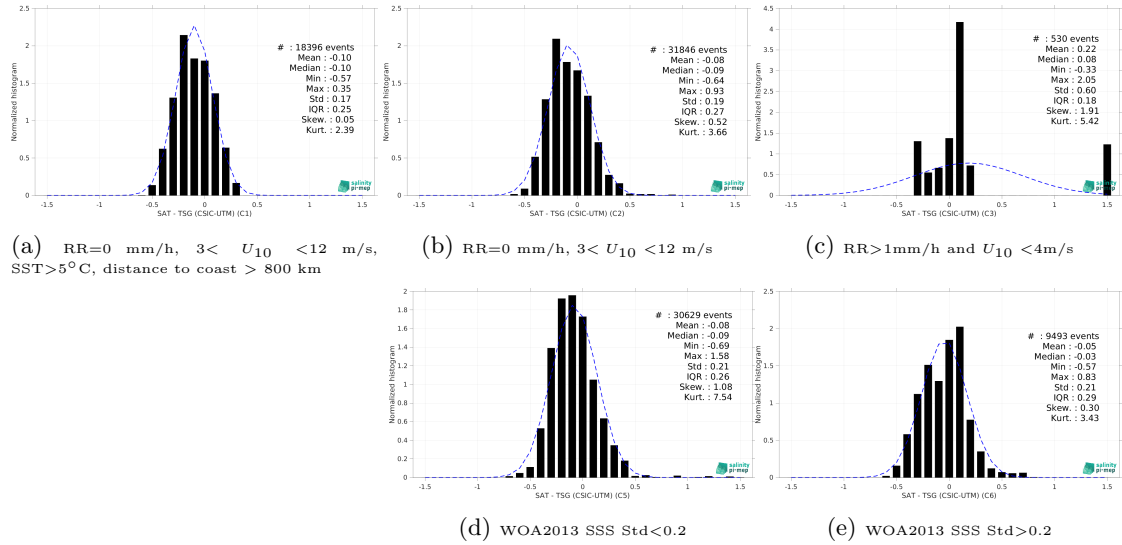 2.5
2
1.5
1
0.5
0
Normalized histogram
# : 18396 events
Mean : -0.10
Median : -0.10
Min : -0.57
Max : 0.35
Std : 0.17
IQR : 0.25
Skew. : 0.05
Kurt. : 2.39
salinity
pi-mep
-1.5 -1 -0.5 0 0.5 1 1.5
SAT - TSG (CSIC-UTM) (C1)
(a) RR=0 mm/h, 3< U10 <12 m/s,
SST>5°C, distance to coast > 800 km
2.5
2
1.5
1
0.5
0
Normalized histogram
# : 31846 events
Mean : -0.08
Median : -0.09
Min : -0.64
Max : 0.93
Std : 0.19
IQR : 0.27
Skew. : 0.52
Kurt. : 3.66
salinity
pi-mep
-1.5 -1 -0.5 0 0.5 1 1.5
SAT - TSG (CSIC-UTM) (C2)
(b) RR=0 mm/h, 3< U10 <12 m/s
4.5
4
3.5
3
2.5
2
1.5
1
0.5
0
Normalized histogram
# : 530 events
Mean : 0.22
Median : 0.08
Min : -0.33
Max : 2.05
Std : 0.60
IQR : 0.18
Skew. : 1.91
Kurt. : 5.42
salinity
pi-mep
-1.5 -1 -0.5 0 0.5 1 1.5
SAT - TSG (CSIC-UTM) (C3)
(c) RR>1mm/h and U10 <4m/s
2
1.8
1.6
1.4
1.2
1
0.8
0.6
0.4
0.2
0
Normalized histogram
# : 30629 events
Mean : -0.08
Median : -0.09
Min : -0.69
Max : 1.58
Std : 0.21
IQR : 0.26
Skew. : 1.08
Kurt. : 7.54
salinity
pi-mep
-1.5 -1 -0.5 0 0.5 1 1.5
SAT - TSG (CSIC-UTM) (C5)
(d) WOA2013 SSS Std<0.2
2.5
2
1.5
1
0.5
0
Normalized histogram
# : 9493 events
Mean : -0.05
Median : -0.03
Min : -0.57
Max : 0.83
Std : 0.21
IQR : 0.29
Skew. : 0.30
Kurt. : 3.43
salinity
pi-mep
-1.5 -1 -0.5 0 0.5 1 1.5
SAT - TSG (CSIC-UTM) (C6)
(e) WOA2013 SSS Std>0.2